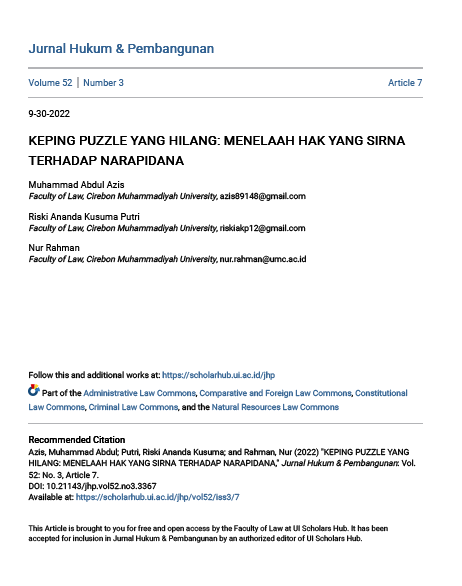 Jurnal Hukum & Pembangunan
Volume 52 | Number 3 Article 7
9-30-2022
KEPING PUZZLE YANG HILANG: MENELAAH HAK YANG SIRNA
TERHADAP NARAPIDANA
Muhammad Abdul Azis
Faculty of Law, Cirebon Muhammadiyah University, azis89148@gmail.com
Riski Ananda Kusuma Putri
Faculty of Law, Cirebon Muhammadiyah University, riskiakp12@gmail.com
Nur Rahman
Faculty of Law, Cirebon Muhammadiyah University, nur.rahman@umc.ac.id
Follow this and additional works at: https://scholarhub.ui.ac.id/jhp
Part of the Administrative Law Commons, Comparative and Foreign Law Commons, Constitutional
Law Commons, Criminal Law Commons, and the Natural Resources Law Commons
Recommended Citation
Azis, Muhammad Abdul; Putri, Riski Ananda Kusuma; and Rahman, Nur (2022) "KEPING PUZZLE YANG
HILANG: MENELAAH HAK YANG SIRNA TERHADAP NARAPIDANA," Jurnal Hukum & Pembangunan: Vol.
52: No. 3, Article 7.
DOI: 10.21143/jhp.vol52.no3.3367
Available at: https://scholarhub.ui.ac.id/jhp/vol52/iss3/7
This Article is brought to you for free and open access by the Faculty of Law at UI Scholars Hub. It has been
accepted for inclusion in Jurnal Hukum & Pembangunan by an authorized editor of UI Scholars Hub.